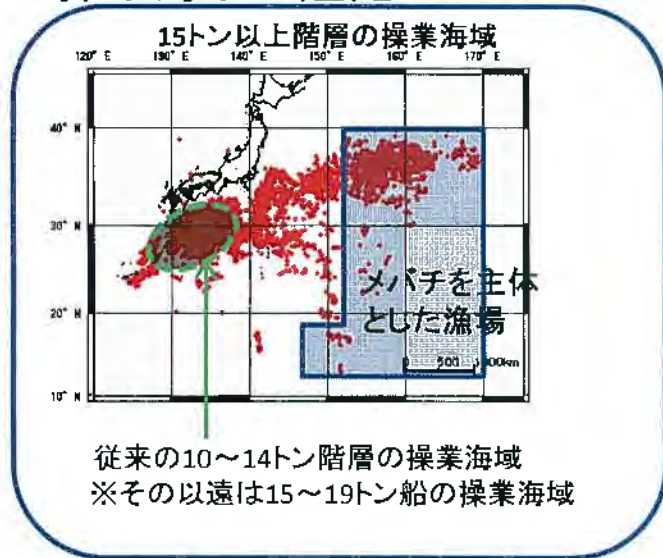 15トン以上階層の操業海域
120° E 130° E 140° E 150° E 160° E 170° E
40° N
30° N
20° N
10° N
メバチを主体
とした漁場
0 500 1000km
従来の10～14トン階層の操業海域
※その以遠は15～19トン船の操業海域